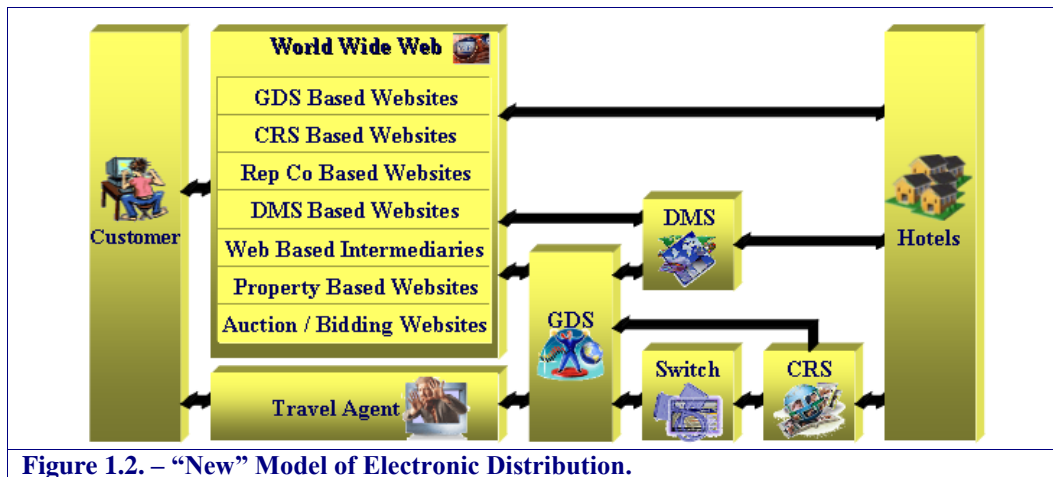 World Wide Web
GDS Based Websites
CRS Based Websites
Rep Co Based Websites
DMS Based Websites
Web Based Intermediaries
Property Based Websites
Auction / Bidding Websites
Customer
Travel Agent
GDS
DMS
Switch
CRS
Hotels
Figure 1.2. – “New” Model of Electronic Distribution.